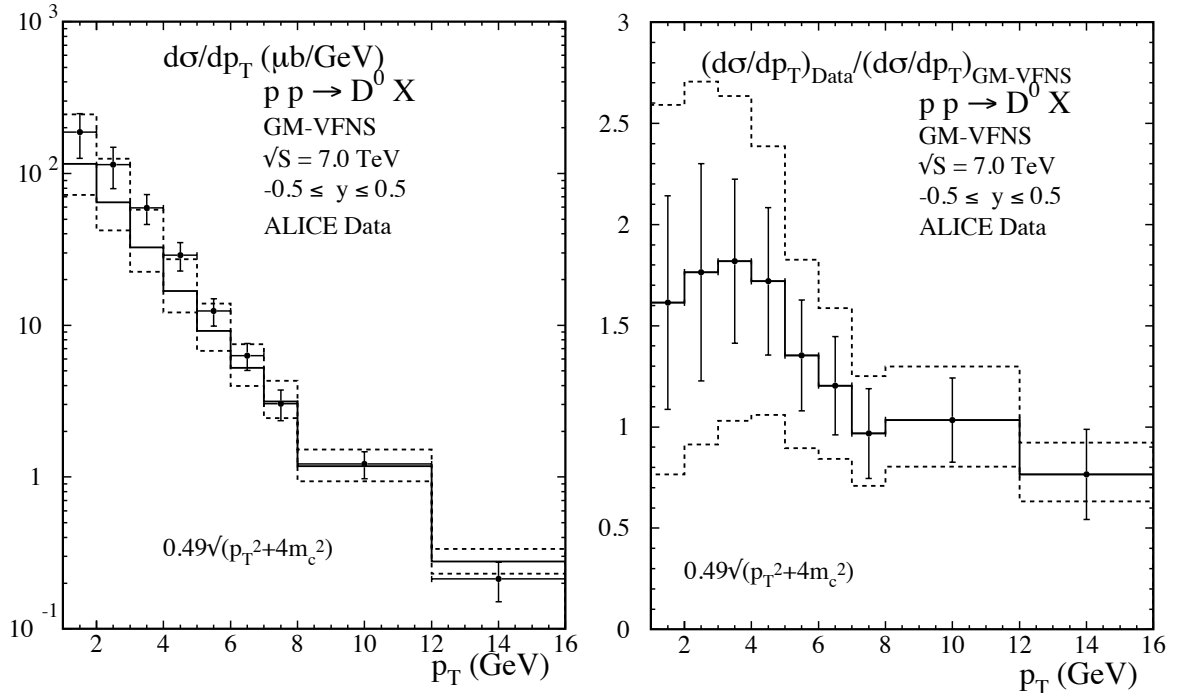 dσ/dp_T (μb/GeV)
p p → D^0 X
GM-VFNS
√S = 7.0 TeV
-0.5 ≤ y ≤ 0.5
ALICE Data
0.49√(p_T^2+4m_c^2)
10^3
10^2
10
1
10^-1
2 4 6 8 10 12 14 16
p_T (GeV)
(dσ/dp_T)_Data/(dσ/dp_T)_GM-VFNS
p p → D^0 X
GM-VFNS
√S = 7.0 TeV
-0.5 ≤ y ≤ 0.5
ALICE Data
0.49√(p_T^2+4m_c^2)
3
2.5
2
1.5
1
0.5
0
2 4 6 8 10 12 14 16
p_T (GeV)